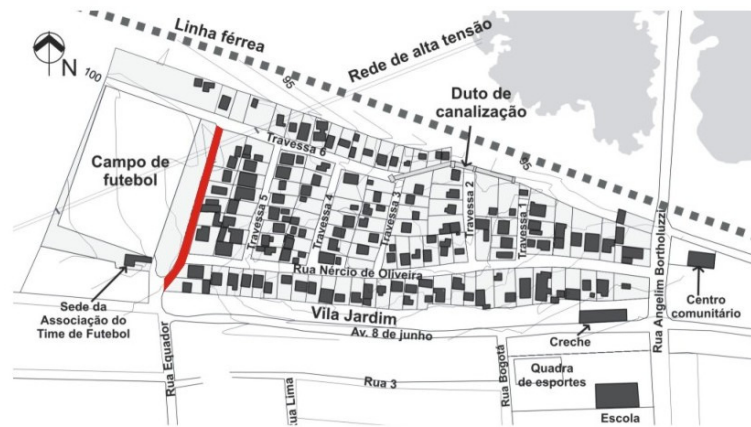 Linha férrea
Rede de alta tensão
N
100
95
Duto de
canalização
Travessa 6
Campo de
futebol
95
Travessa 5
Travessa 4
Travessa 3
Travessa 2
Travessa 1
Rua Nércio de Oliveira
Rua Angelim Bortholuzzi
Sede da
Associação do
Time de Futebol
Vila Jardim
Av. 8 de junho
Centro
comunitário
Creche
Rua Equador
Rua Lima
Rua 3
Rua Bogotá
Quadra
de esportes
Escola